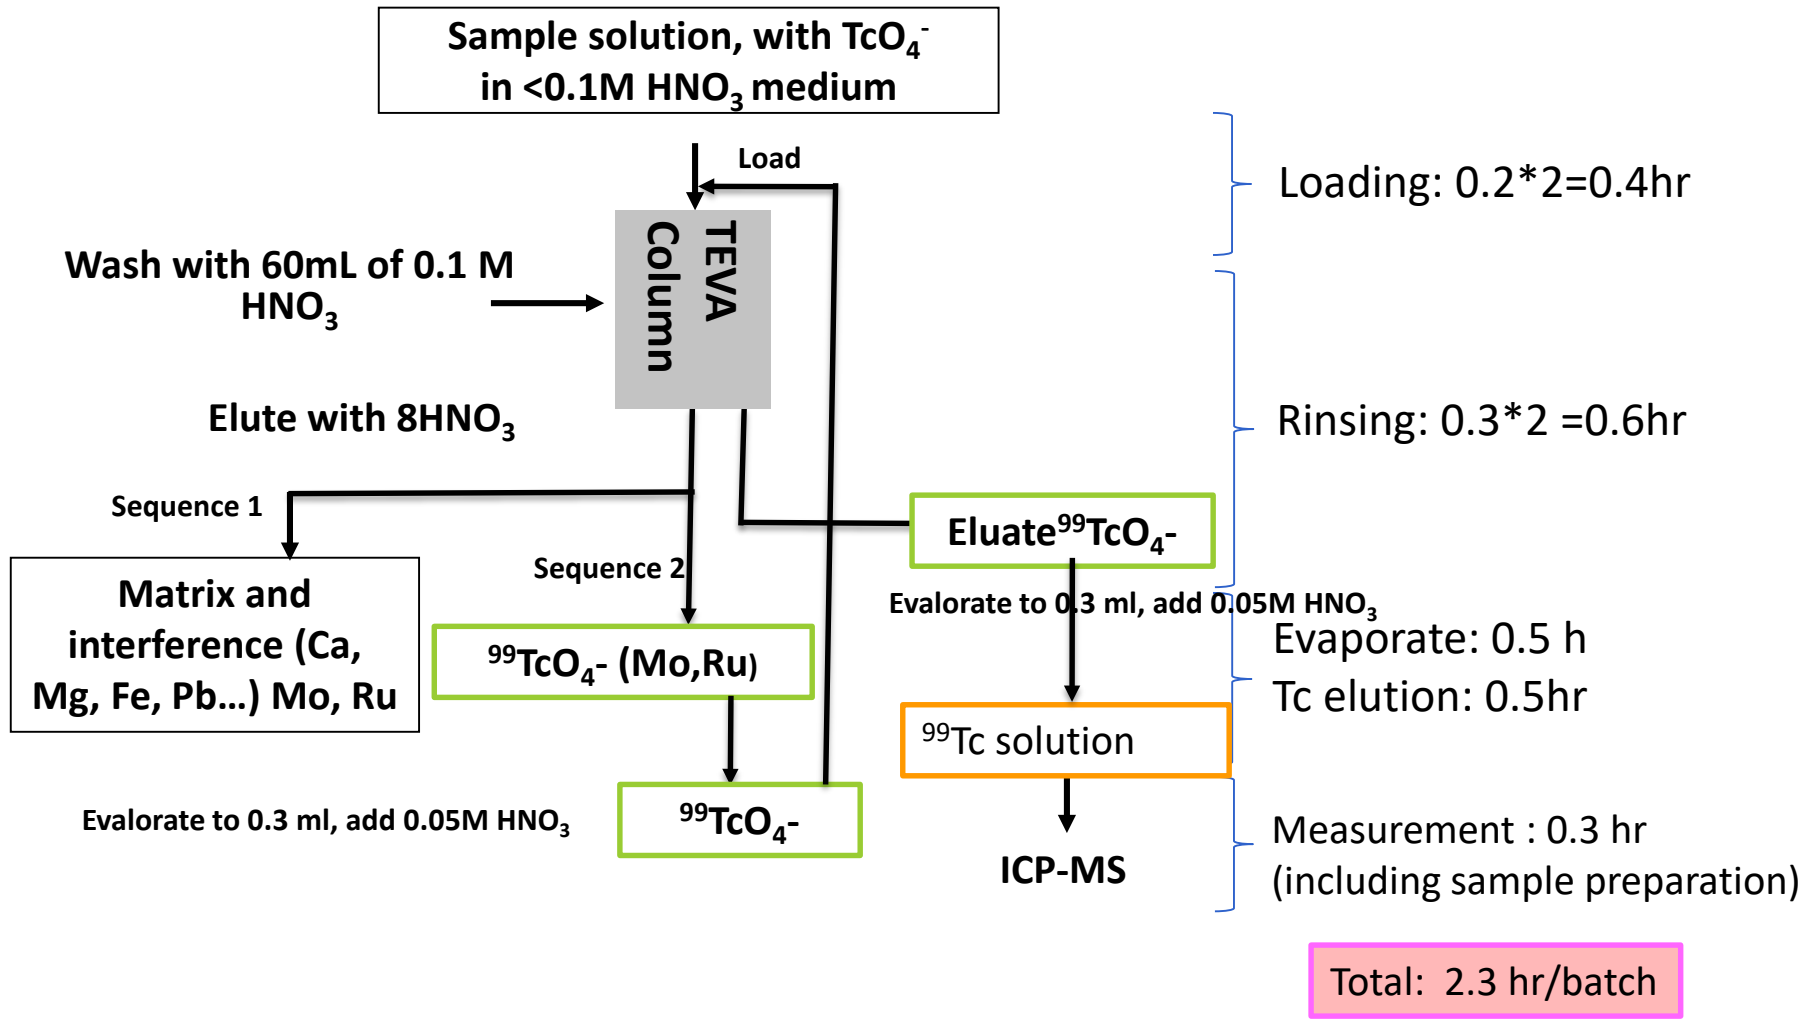 Sample solution, with TcO₄⁻
in <0.1M HNO₃ medium
Load
Loading: 0.2*2=0.4hr
TEVA
Column
Wash with 60mL of 0.1 M
HNO₃
Elute with 8HNO₃
Rinsing: 0.3*2 =0.6hr
Sequence 1
Sequence 2
Eluate⁹⁹TcO₄-
Matrix and
interference (Ca,
Mg, Fe, Pb...) Mo, Ru
⁹⁹TcO₄- (Mo,Ru)
Evalorate to 0.3 ml, add 0.05M HNO₃
Evaporate: 0.5 h
Tc elution: 0.5hr
⁹⁹Tc solution
Evalorate to 0.3 ml, add 0.05M HNO₃
⁹⁹TcO₄-
ICP-MS
Measurement : 0.3 hr
(including sample preparation)
Total: 2.3 hr/batch